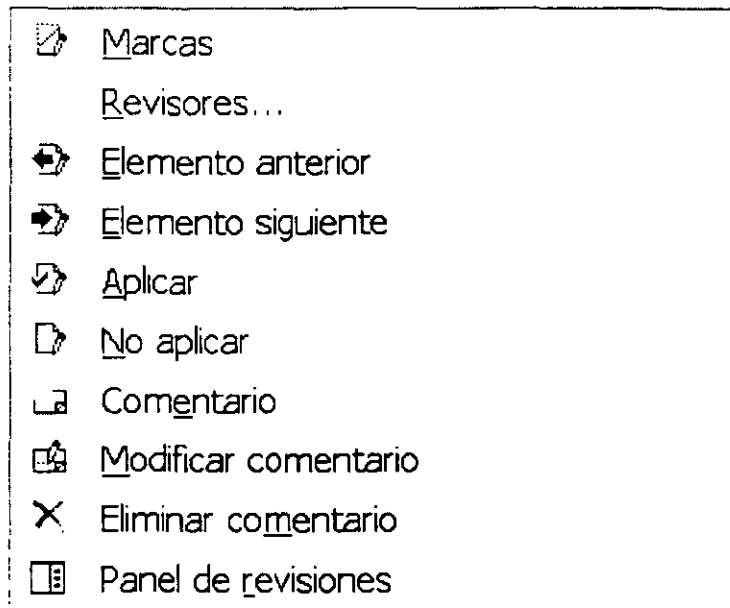 Marcas
Revisores...
Elemento anterior
Elemento siguiente
Aplicar
No aplicar
Comentario
Modificar comentario
Eliminar comentario
Panel de revisiones